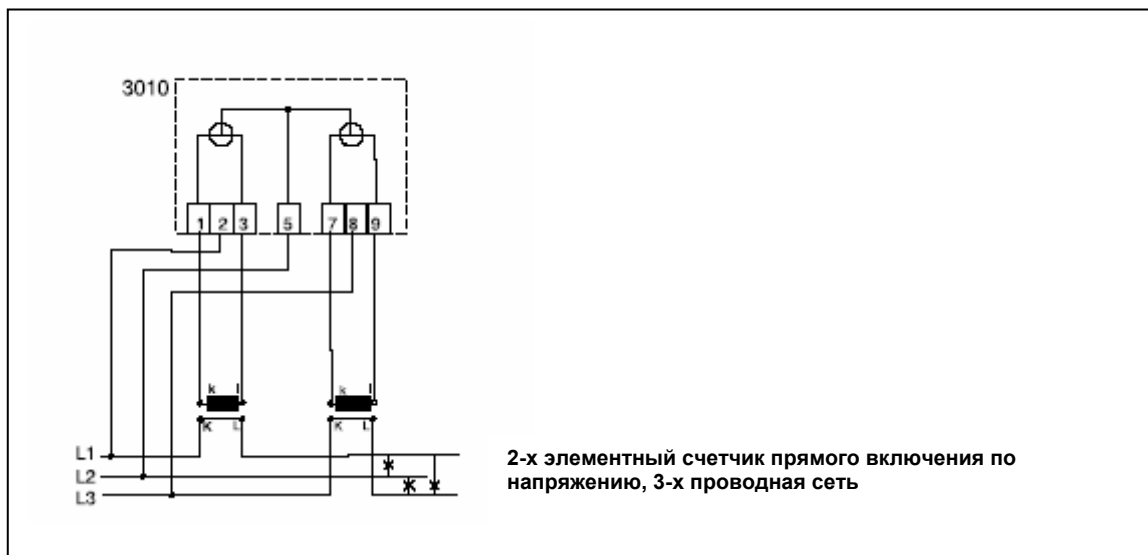 3010
1 2 3 5 7 8 9
k l k l
K L K L
L1
L2
L3
2-х элементный счетчик прямого включения по
напряжению, 3-х проводная сеть